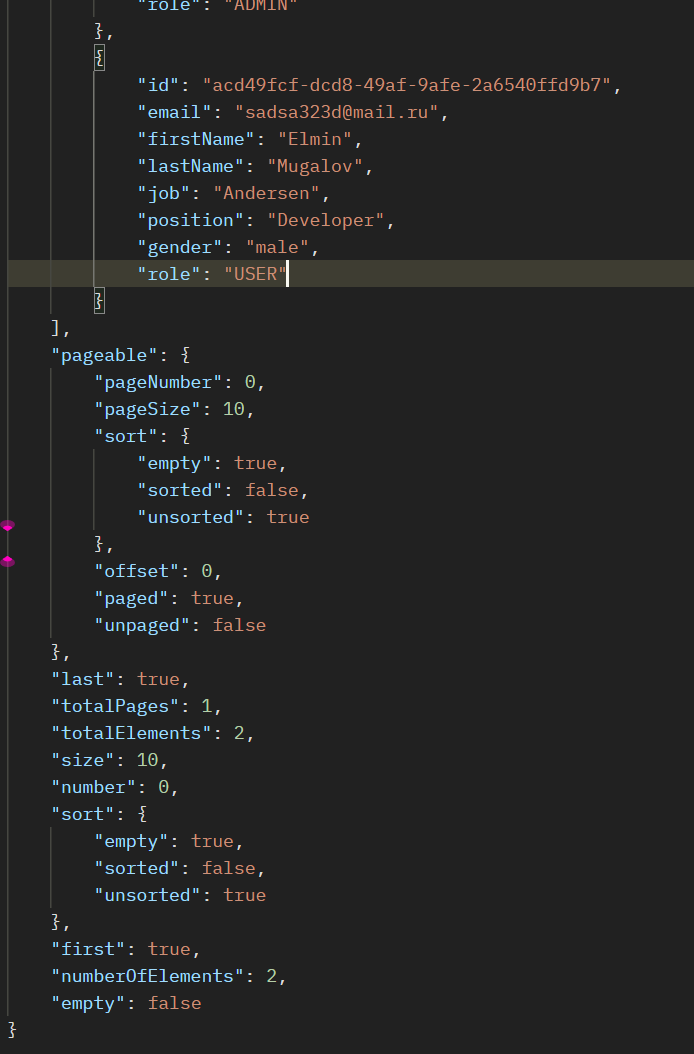 "role": "ADMIN"
},
{
"id": "acd49fcf-dcd8-49af-9afe-2a6540ffd9b7",
"email": "sadsa323d@mail.ru",
"firstName": "Elmin",
"lastName": "Mugalov",
"job": "Andersen",
"position": "Developer",
"gender": "male",
"role": "USER"
}
],
"pageable": {
"pageNumber": 0,
"pageSize": 10,
"sort": {
"empty": true,
"sorted": false,
"unsorted": true
},
"offset": 0,
"paged": true,
"unpaged": false
},
"last": true,
"totalPages": 1,
"totalElements": 2,
"size": 10,
"number": 0,
"sort": {
"empty": true,
"sorted": false,
"unsorted": true
},
"first": true,
"numberOfElements": 2,
"empty": false
}